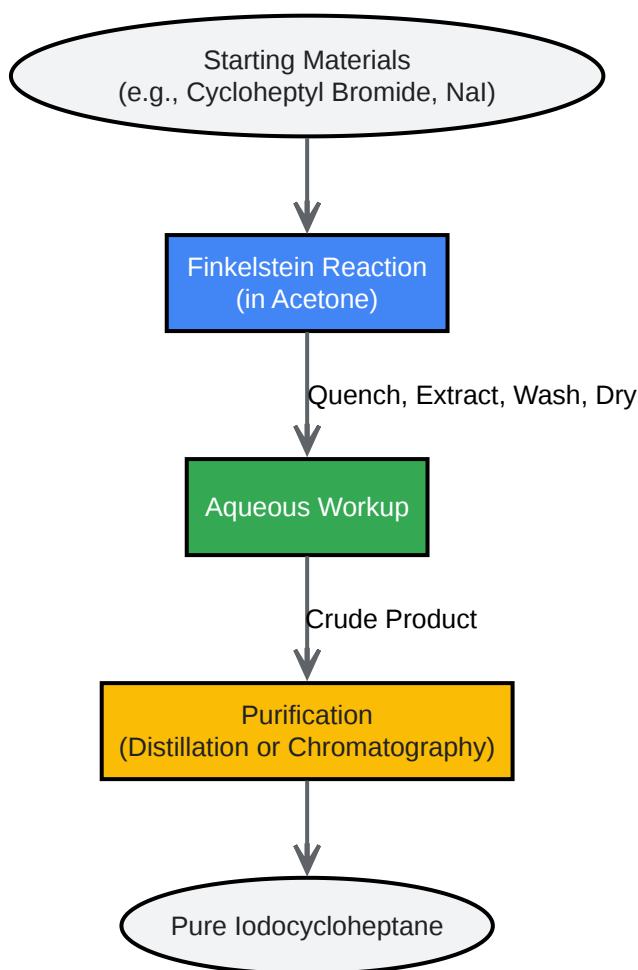 Starting Materials
(e.g., Cycloheptyl Bromide, NaI)
Finkelstein Reaction
(in Acetone)
Quench, Extract, Wash, Dry
Aqueous Workup
Crude Product
Purification
(Distillation or Chromatography)
Pure Iodocycloheptane